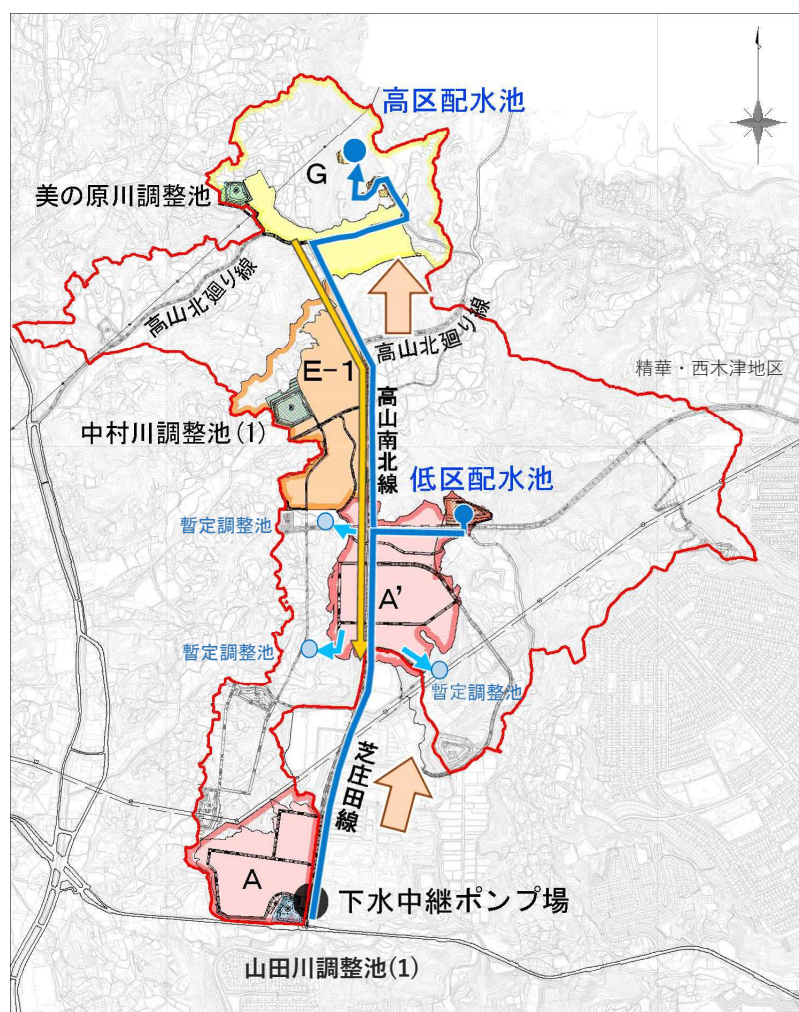 高区配水池
G
美の原川調整池
高山北廻り線
高山北廻り線
E-1
精華・西木津地区
中村川調整池(1)
高山南北線
低区配水池
暫定調整池
A’
暫定調整池
暫定調整池
芝庄田線
A
下水中継ポンプ場
山田川調整池(1)